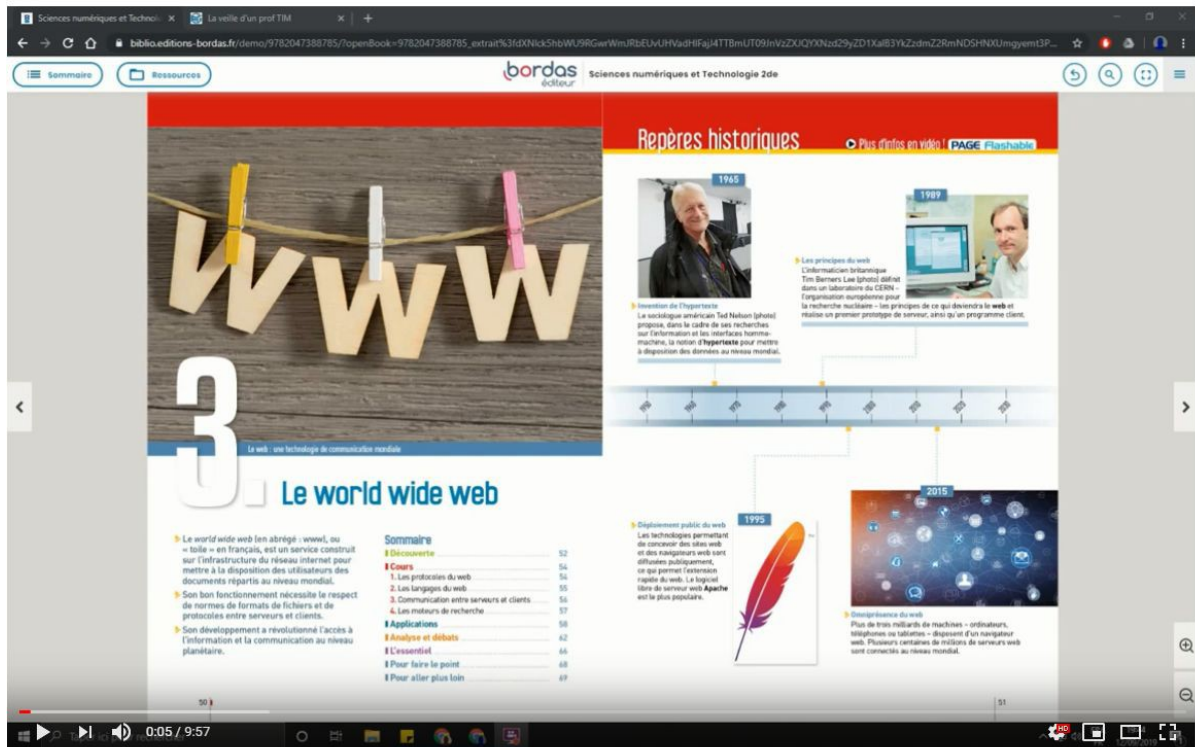 Sciences numériques et Technolo
La veille d'un prof TIM
biblio.editions-bordas.fr/demo/9782047388785/?openBook=9782047388785_extrait
Sommaire
Ressources
bordas
éditeur
Sciences numériques et Technologie 2de
www
3.
Le web : une technologie de communication mondiale
Le world wide web
Le world wide web (en abrégé : www), ou
« toile » en français, est un service construit
sur l'infrastructure du réseau internet pour
mettre à la disposition des utilisateurs des
documents répartis au niveau mondial.
Son bon fonctionnement nécessite le respect
de normes de formats de fichiers et de
protocoles entre serveurs et clients.
Son développement a révolutionné l'accès à
l'information et la communication au niveau
planétaire.
Sommaire
Découverte 52
Cours 54
1. Les protocoles du web 54
2. Les langages du web 55
3. Communication entre serveurs et clients 56
4. Les moteurs de recherche 57
Applications 58
Analyse et débats 62
L'essentiel 66
Pour faire le point 68
Pour aller plus loin 69
50
Repères historiques
Plus d'infos en vidéo ! PAGE Flashable
1965
Invention de l'hypertexte
Le sociologue américain Ted Nelson (photo)
propose, dans le cadre de ses recherches
sur l'information et les interfaces homme-
machine, la notion d'hypertexte pour mettre
à disposition des données au niveau mondial.
1989
Les principes du web
L'informaticien britannique
Tim Berners Lee (photo) définit
dans un laboratoire du CERN –
l'organisation européenne pour
la recherche nucléaire – les principes de ce qui deviendra le web et
réalise un premier prototype de serveur, ainsi qu'un programme client.
1950 1960 1970 1980 1990 2000 2010 2020 2030
Déploiement public du web
1995
Les technologies permettant
de concevoir des sites web
et des navigateurs web sont
diffusées publiquement,
ce qui permet l'extension
rapide du web. Le logiciel
libre de serveur web Apache
est le plus populaire.
2015
Omniprésence du web
Plus de trois milliards de machines – ordinateurs,
téléphones ou tablettes – disposent d'un navigateur
web. Plusieurs centaines de millions de serveurs web
sont connectés au niveau mondial.
51
0:05 / 9:57
HD